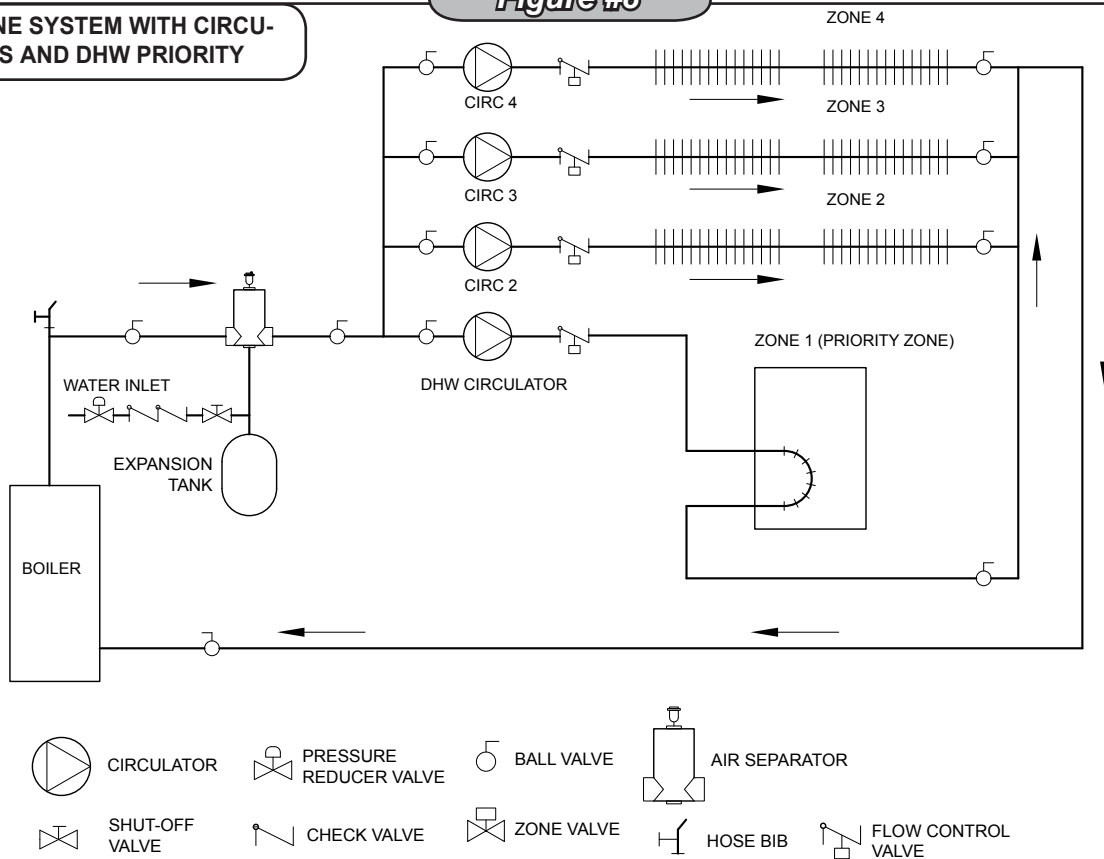 Figure #8
NE SYSTEM WITH CIRCU-
S AND DHW PRIORITY
ZONE 4
CIRC 4
ZONE 3
CIRC 3
ZONE 2
CIRC 2
ZONE 1 (PRIORITY ZONE)
DHW CIRCULATOR
WATER INLET
EXPANSION
TANK
BOILER
CIRCULATOR
PRESSURE
REDUCER VALVE
BALL VALVE
AIR SEPARATOR
SHUT-OFF
VALVE
CHECK VALVE
ZONE VALVE
HOSE BIB
FLOW CONTROL
VALVE